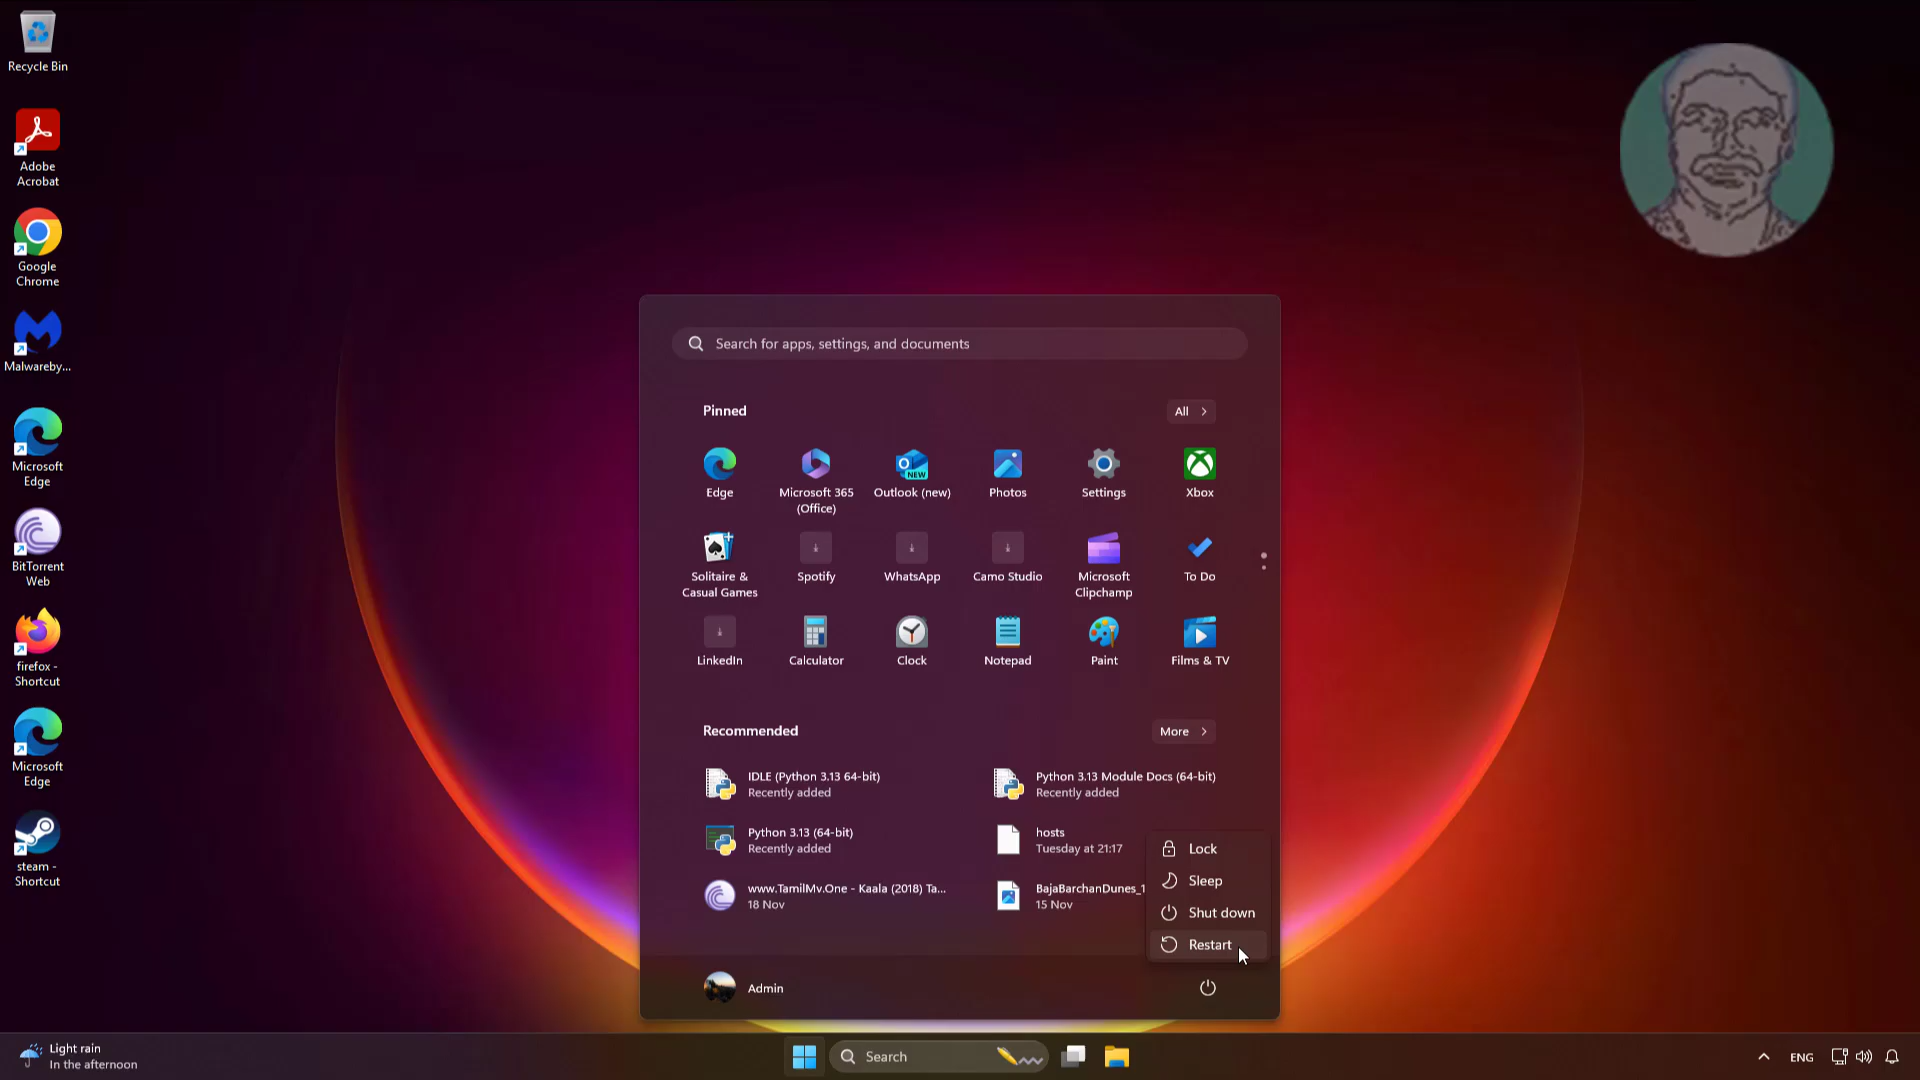 Recycle Bin
Adobe
Acrobat
Google
Chrome
Malwareby...
Microsoft
Edge
BitTorrent
Web
firefox -
Shortcut
Microsoft
Edge
steam -
Shortcut
Search for apps, settings, and documents
Pinned
All
Edge
Microsoft 365
(Office)
NEW
Outlook (new)
Photos
Settings
Xbox
Solitaire &
Casual Games
Spotify
WhatsApp
Camo Studio
Microsoft
Clipchamp
To Do
LinkedIn
Calculator
Clock
Notepad
Paint
Films & TV
Recommended
More
IDLE (Python 3.13 64-bit)
Recently added
Python 3.13 Module Docs (64-bit)
Recently added
Python 3.13 (64-bit)
Recently added
hosts
Tuesday at 21:17
www.TamilMv.One - Kaala (2018) Ta...
18 Nov
BajaBarchanDunes_1
15 Nov
Lock
Sleep
Shut down
Restart
Admin
Light rain
In the afternoon
Search
ENG